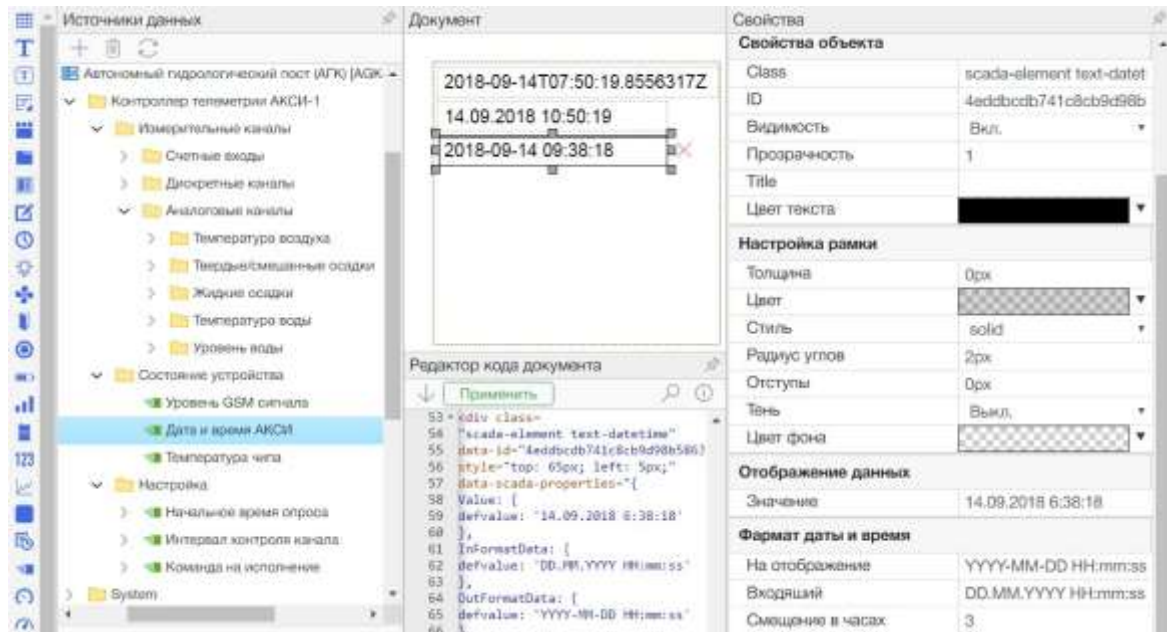 Источники данных
Автономный гидрологический пост (АГК) [AGK
Контроллер телеметрии АКСИ-1
Измерительные каналы
Счетные входы
Дискретные каналы
Аналоговые каналы
Температура воздуха
Твердые/смешанные осадки
Жидкие осадки
Температура воды
Уровень воды
Состояние устройства
Уровень GSM сигнала
Дата и время АКСИ
Температура чипа
Настройка
Начальное время опроса
Интервал контроля канала
Команда на исполнение
System
123
Документ
2018-09-14T07:50:19.8556317Z
14.09.2018 10:50:19
2018-09-14 09:38:18
Редактор кода документа
Применить
53 <div class=
54 "scada-element text-datetime"
55 data-id="4eddbcdb741c8cb9d98b5863
56 style="top: 65px; left: 5px;"
57 data-scada-properties="{
58 Value: {
59 defvalue: '14.09.2018 6:38:18'
60 },
61 InFormatData: {
62 defvalue: 'DD.MM.YYYY HH:mm:ss'
63 },
64 OutFormatData: {
65 defvalue: 'YYYY-MM-DD HH:mm:ss'
66 }
Свойства
Свойства объекта
Class scada-element text-datet
ID 4eddbcdb741c8cb9d98b
Видимость Вкл.
Прозрачность 1
Title
Цвет текста
Настройка рамки
Толщина 0px
Цвет
Стиль solid
Радиус углов 2px
Отступы 0px
Тень Выкл.
Цвет фона
Отображение данных
Значение 14.09.2018 6:38:18
Формат даты и время
На отображение YYYY-MM-DD HH:mm:ss
Входящий DD.MM.YYYY HH:mm:ss
Смещение в часах 3